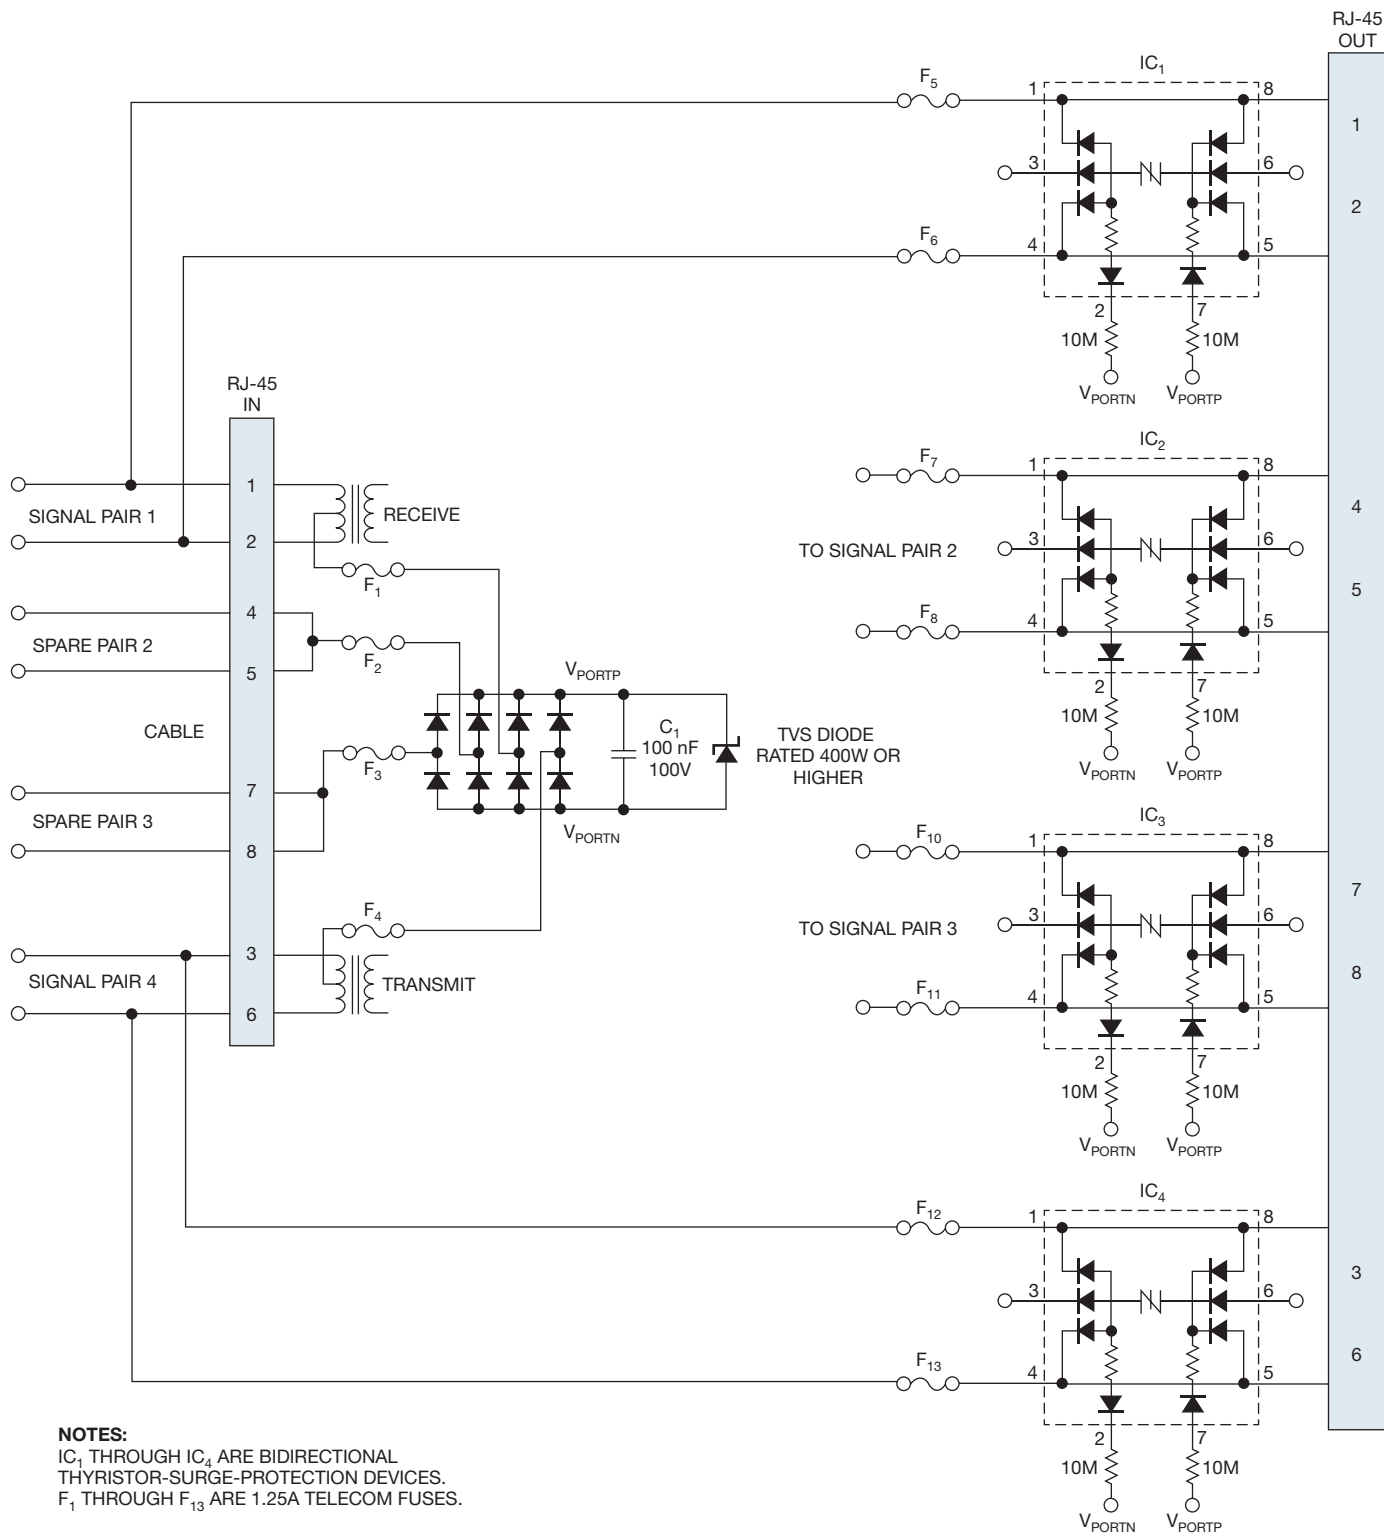 RJ-45
OUT
IC1
F5
1
8
1
3
6
2
F6
4
5
2
7
10M
10M
VPORTN
VPORTP
RJ-45
IN
IC2
F7
1
8
1
SIGNAL PAIR 1
RECEIVE
4
2
TO SIGNAL PAIR 2
3
6
F1
5
4
F8
4
5
SPARE PAIR 2
F2
5
VPORTP
2
7
10M
10M
CABLE
C1
100 nF
100V
TVS DIODE
RATED 400W OR
HIGHER
F3
VPORTN
VPORTP
7
SPARE PAIR 3
VPORTN
8
IC3
F10
1
8
7
F4
TO SIGNAL PAIR 3
3
6
3
SIGNAL PAIR 4
TRANSMIT
8
6
F11
4
5
2
7
10M
10M
VPORTN
VPORTP
IC4
F12
1
8
3
3
6
6
F13
4
5
2
7
10M
10M
VPORTN
VPORTP
NOTES:
IC1 THROUGH IC4 ARE BIDIRECTIONAL
THYRISTOR-SURGE-PROTECTION DEVICES.
F1 THROUGH F13 ARE 1.25A TELECOM FUSES.